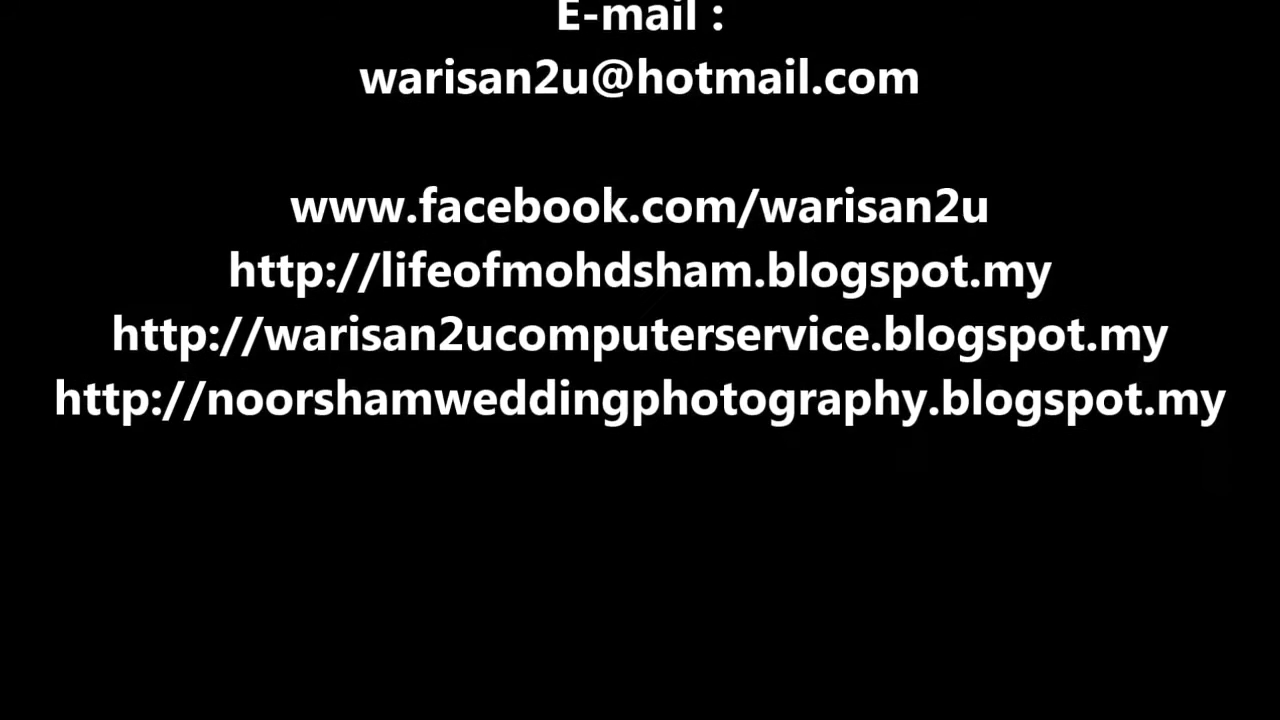 E-mail :
warisan2u@hotmail.com
www.facebook.com/warisan2u
http://lifeofmohdsham.blogspot.my
http://warisan2ucomputerservice.blogspot.my
http://noorshamweddingphotography.blogspot.my